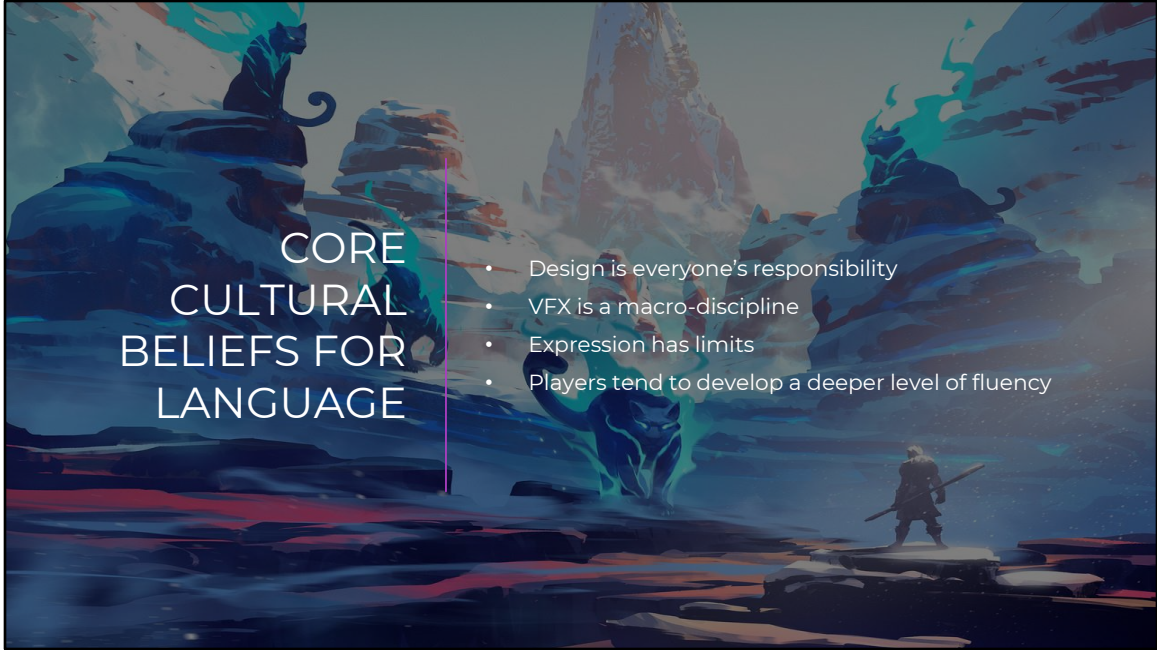 CORE
CULTURAL
BELIEFS FOR
LANGUAGE
• Design is everyone’s responsibility
• VFX is a macro-discipline
• Expression has limits
• Players tend to develop a deeper level of fluency